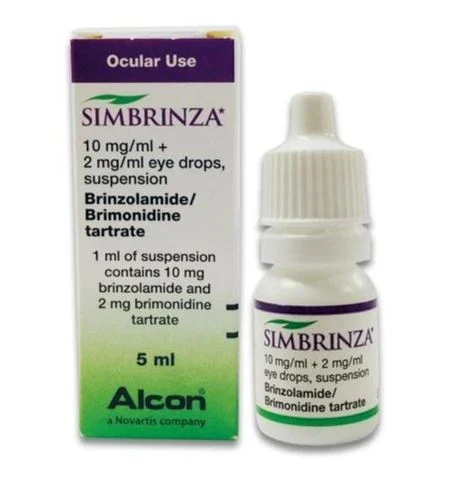 Ocular Use
SIMBRINZA*
10 mg/ml +
2 mg/ml eye drops,
suspension
Brinzolamide/
Brimonidine
tartrate
1 ml of suspension
contains 10 mg
brinzolamide and
2 mg brimonidine
tartrate
5 ml
Alcon®
a Novartis company
SIMBRINZA*
10 mg/ml + 2 mg/ml
eye drops, suspension
Brinzolamide/
Brimonidine tartrate